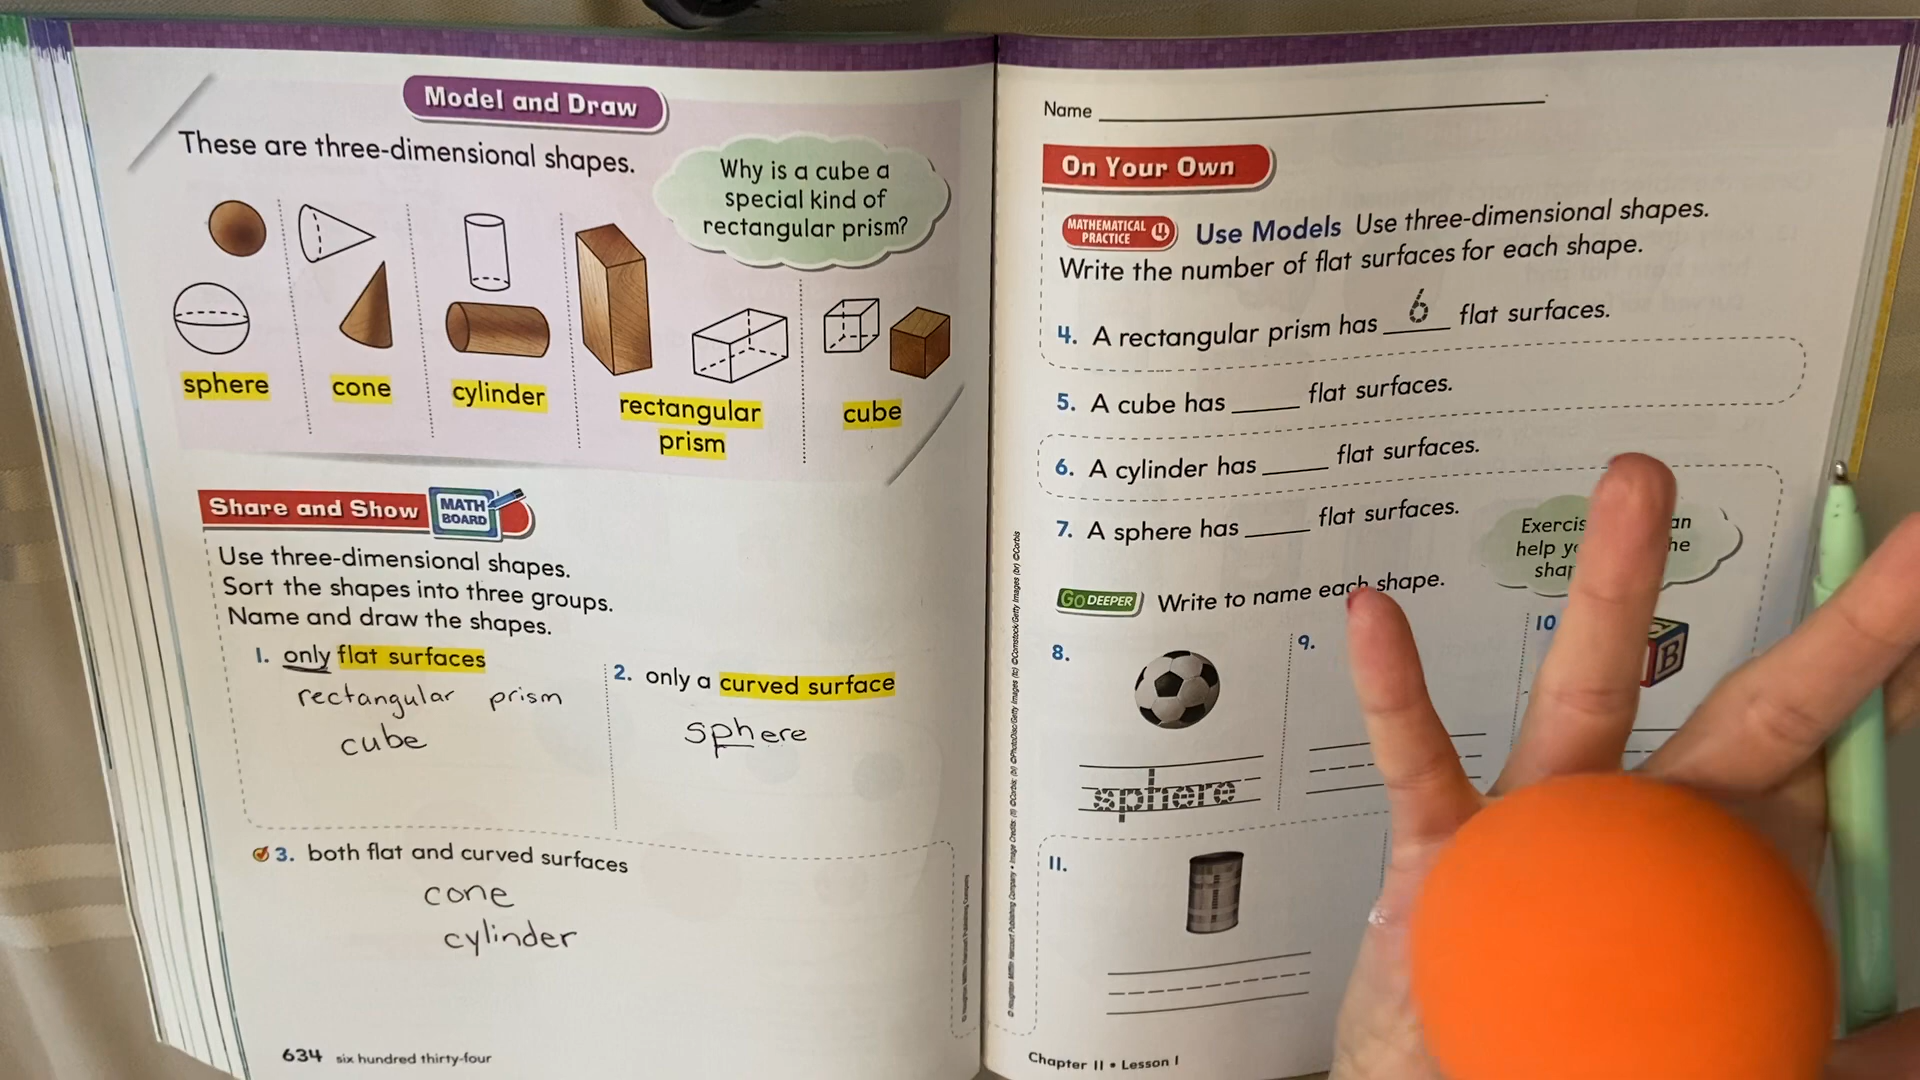 Model and Draw
These are three-dimensional shapes.
Why is a cube a
special kind of
rectangular prism?
sphere
cone
cylinder
rectangular
prism
cube
Share and Show
MATH
BOARD
Use three-dimensional shapes.
Sort the shapes into three groups.
Name and draw the shapes.
1. only flat surfaces
rectangular prism
cube
2. only a curved surface
sphere
3. both flat and curved surfaces
cone
cylinder
634 six hundred thirty-four
Name
On Your Own
MATHEMATICAL
PRACTICE 4
Use Models Use three-dimensional shapes.
Write the number of flat surfaces for each shape.
4. A rectangular prism has 6 flat surfaces.
5. A cube has _____ flat surfaces.
6. A cylinder has _____ flat surfaces.
7. A sphere has _____ flat surfaces.
help
GO DEEPER Write to name each shape.
8.
sphere
9.
10
B
11.
Chapter 11 • Lesson 1